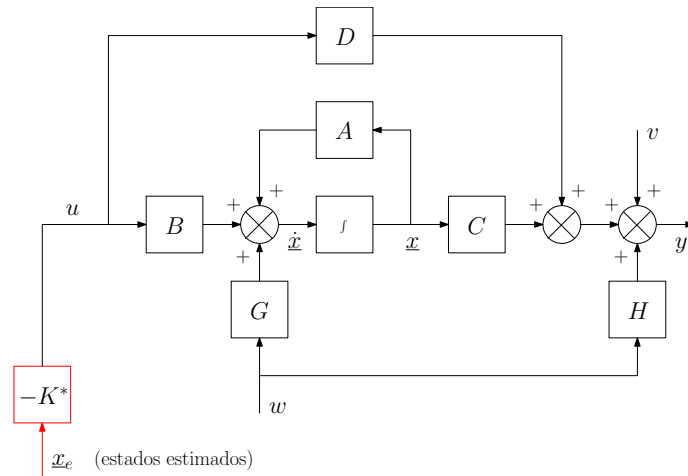 D
A
v
+ +
+ + + +
u
B
∫
C
ẋ
x
y
+ +
G
H
w
−K*
x_e (estados estimados)